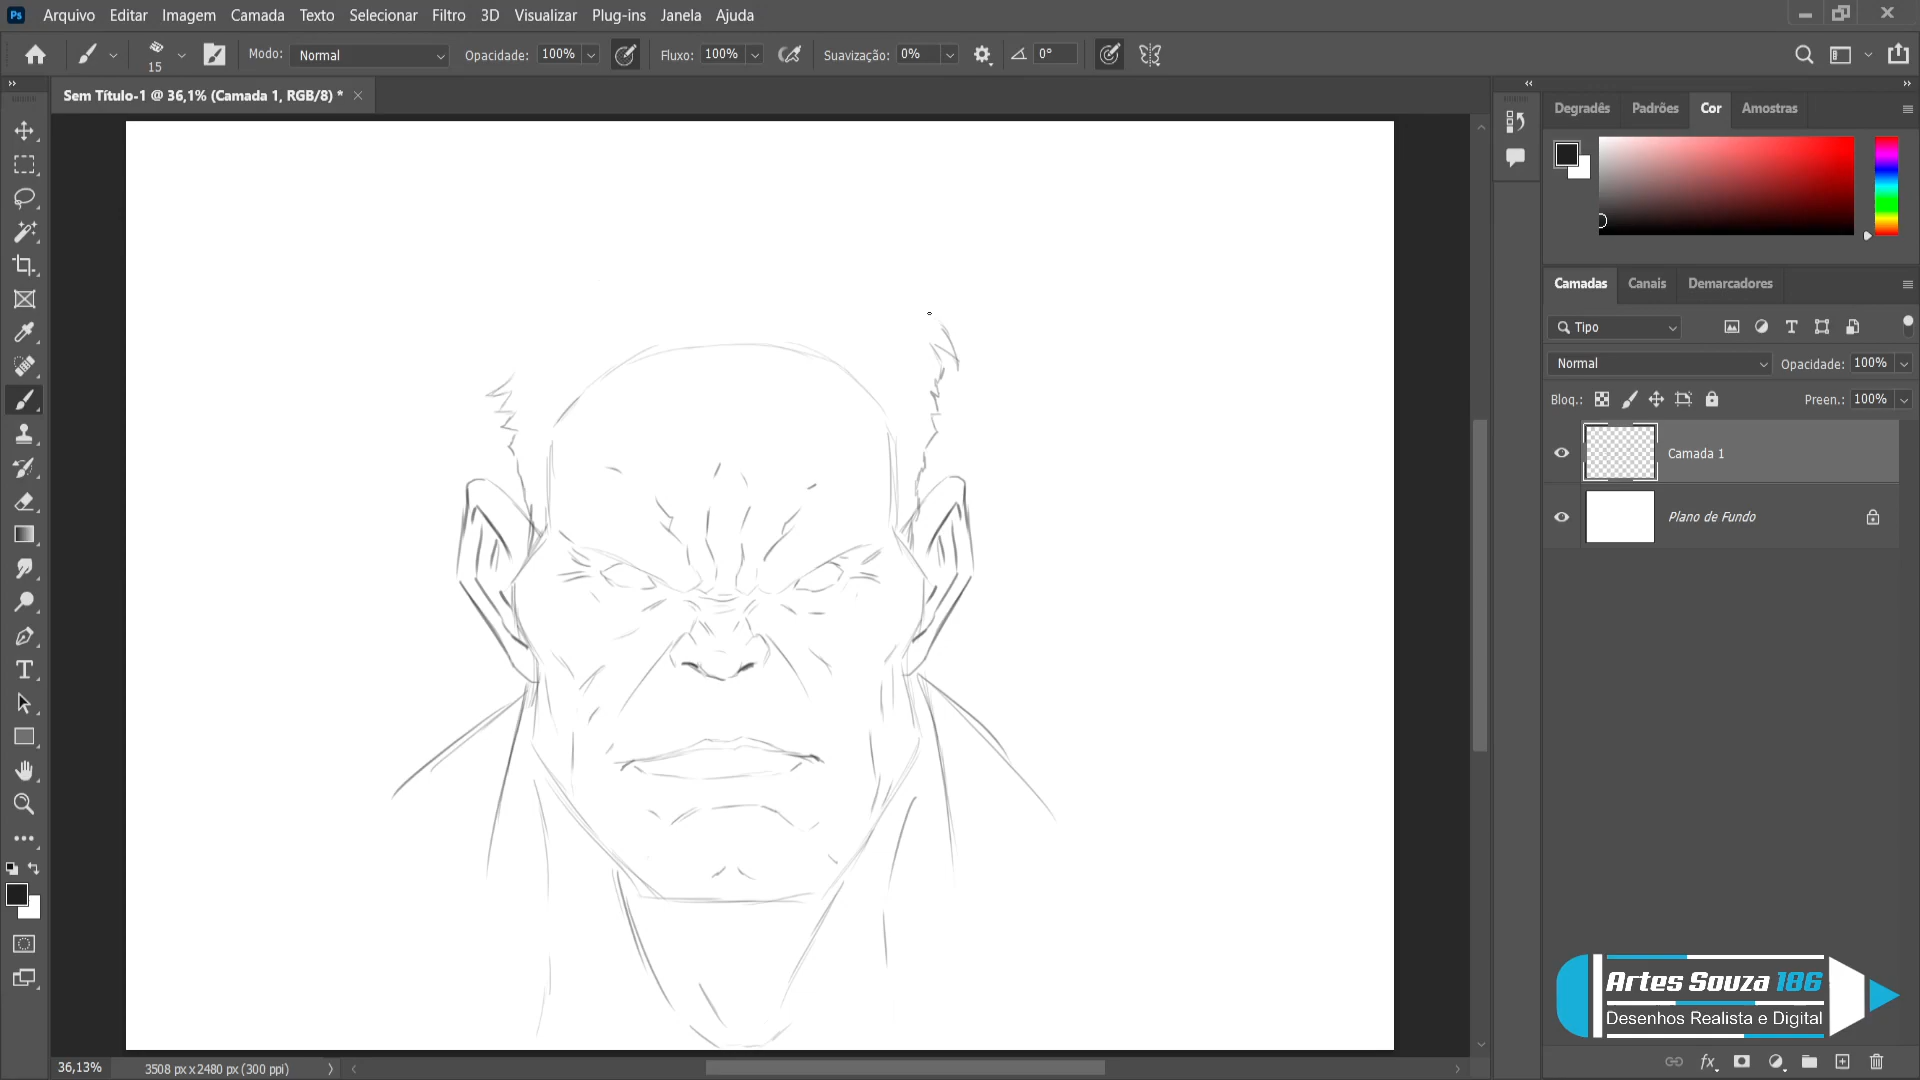 Ps Arquivo Editar Imagem Camada Texto Selecionar Filtro 3D Visualizar Plug-ins Janela Ajuda
15 Modo: Normal Opacidade: 100% Fluxo: 100% Suavização: 0% 0°
Sem Título-1 @ 36,1% (Camada 1, RGB/8) *
Degradês Padrões Cor Amostras
Camadas Canais Demarcadores
Tipo
Normal Opacidade: 100%
Bloq.: Preen.: 100%
Camada 1
Plano de Fundo
Artes Souza 186
Desenhos Realista e Digital
36,13% 3508 px x 2480 px (300 ppi)
fx